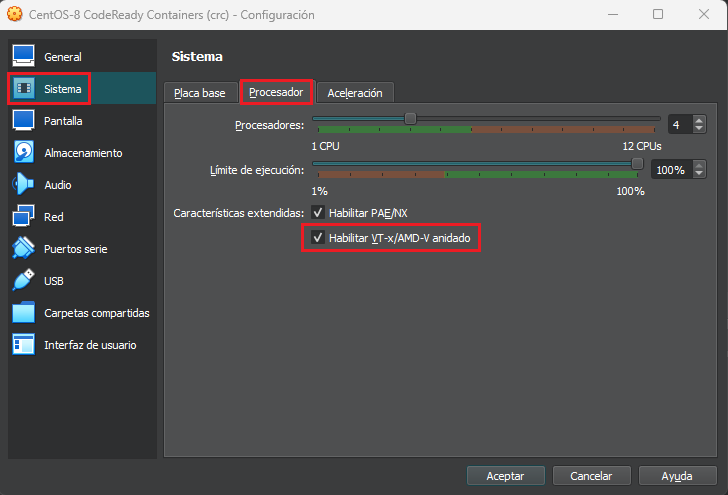 CentOS-8 CodeReady Containers (crc) - Configuración
General
Sistema
Pantalla
Almacenamiento
Audio
Red
Puertos serie
USB
Carpetas compartidas
Interfaz de usuario
Sistema
Placa base Procesador Aceleración
Procesadores: 4
1 CPU 12 CPUs
Límite de ejecución: 100%
1% 100%
Características extendidas: Habilitar PAE/NX
Habilitar VT-x/AMD-V anidado
Aceptar Cancelar Ayuda